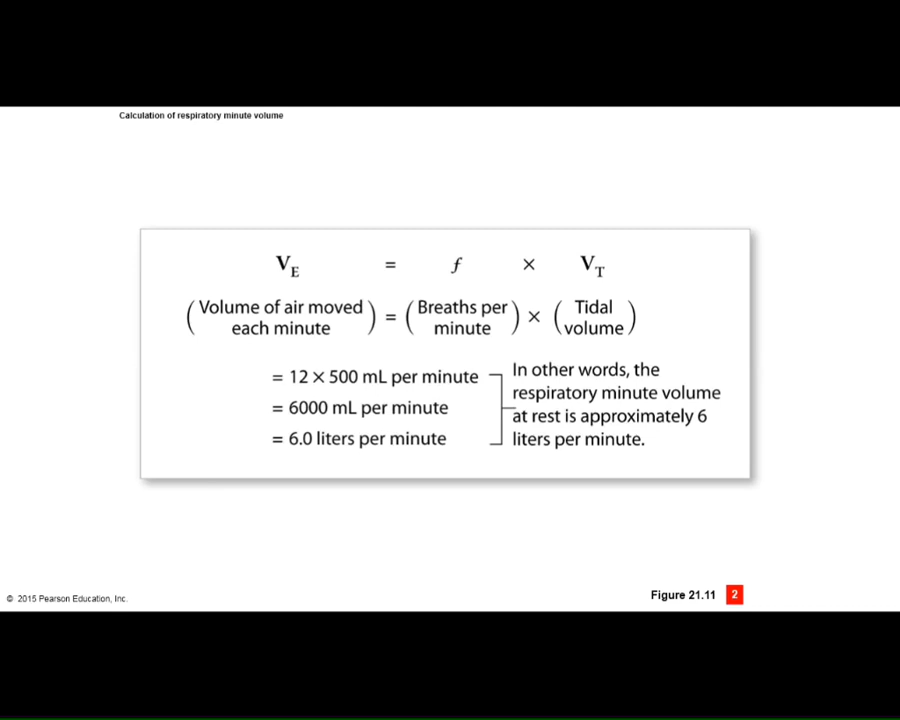 Calculation of respiratory minute volume
V_E = f × V_T
(Volume of air moved each minute) = (Breaths per minute) × (Tidal volume)
= 12 × 500 mL per minute
= 6000 mL per minute
= 6.0 liters per minute
In other words, the
respiratory minute volume
at rest is approximately 6
liters per minute.
© 2015 Pearson Education, Inc.
Figure 21.11 2